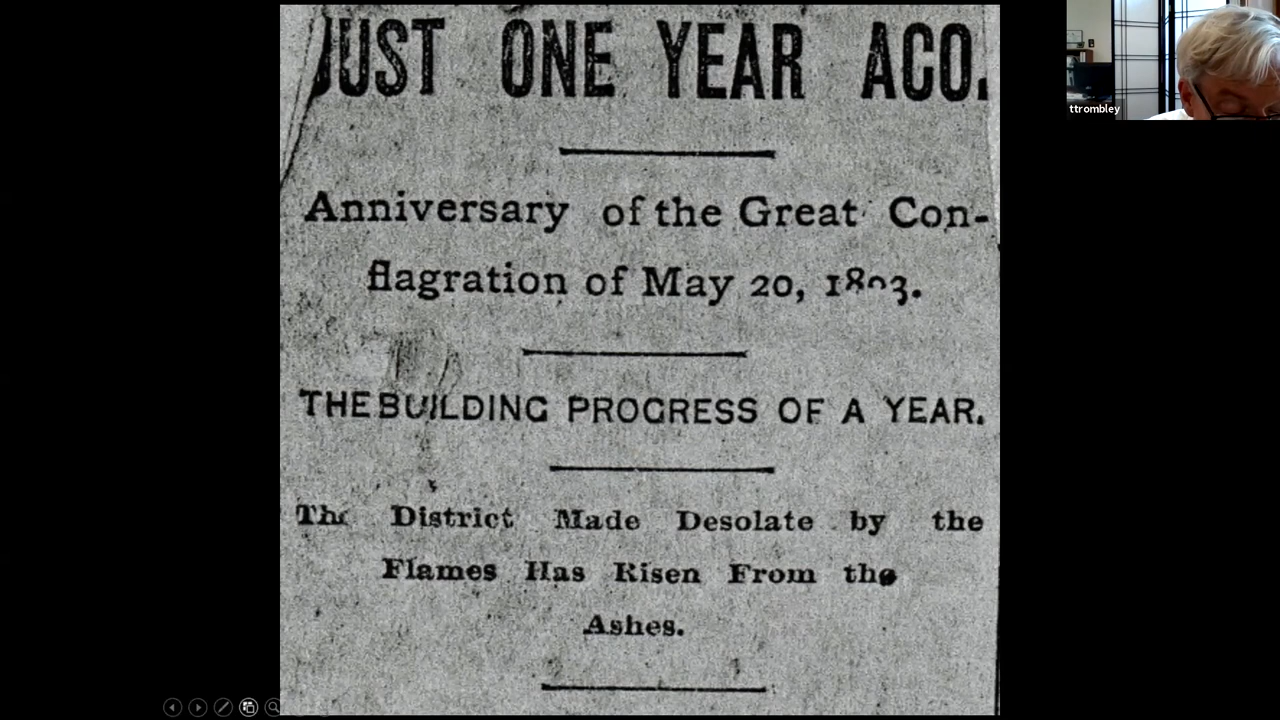 JUST ONE YEAR AGO.
Anniversary of the Great Con-
flagration of May 20, 1893.
THE BUILDING PROGRESS OF A YEAR.
The District Made Desolate by the
Flames Has Risen From the
Ashes.
ttrombley